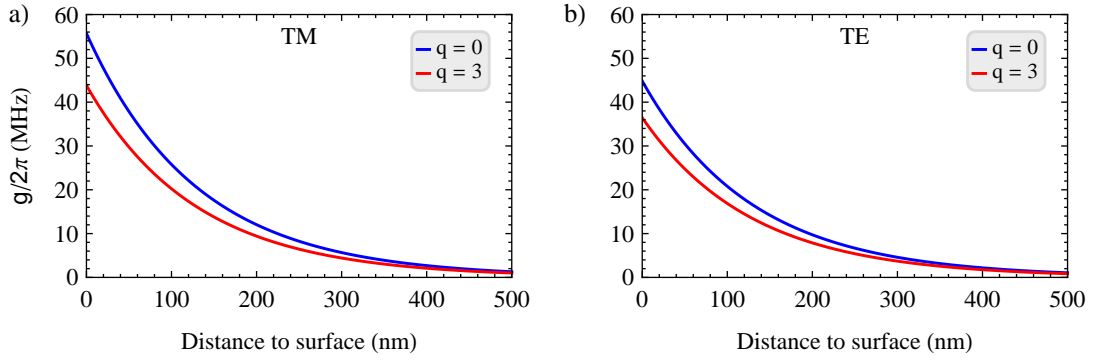 a)
TM
q = 0
q = 3
g/2π (MHz)
60
50
40
30
20
10
0
0 100 200 300 400 500
Distance to surface (nm)
b)
TE
q = 0
q = 3
60
50
40
30
20
10
0
0 100 200 300 400 500
Distance to surface (nm)